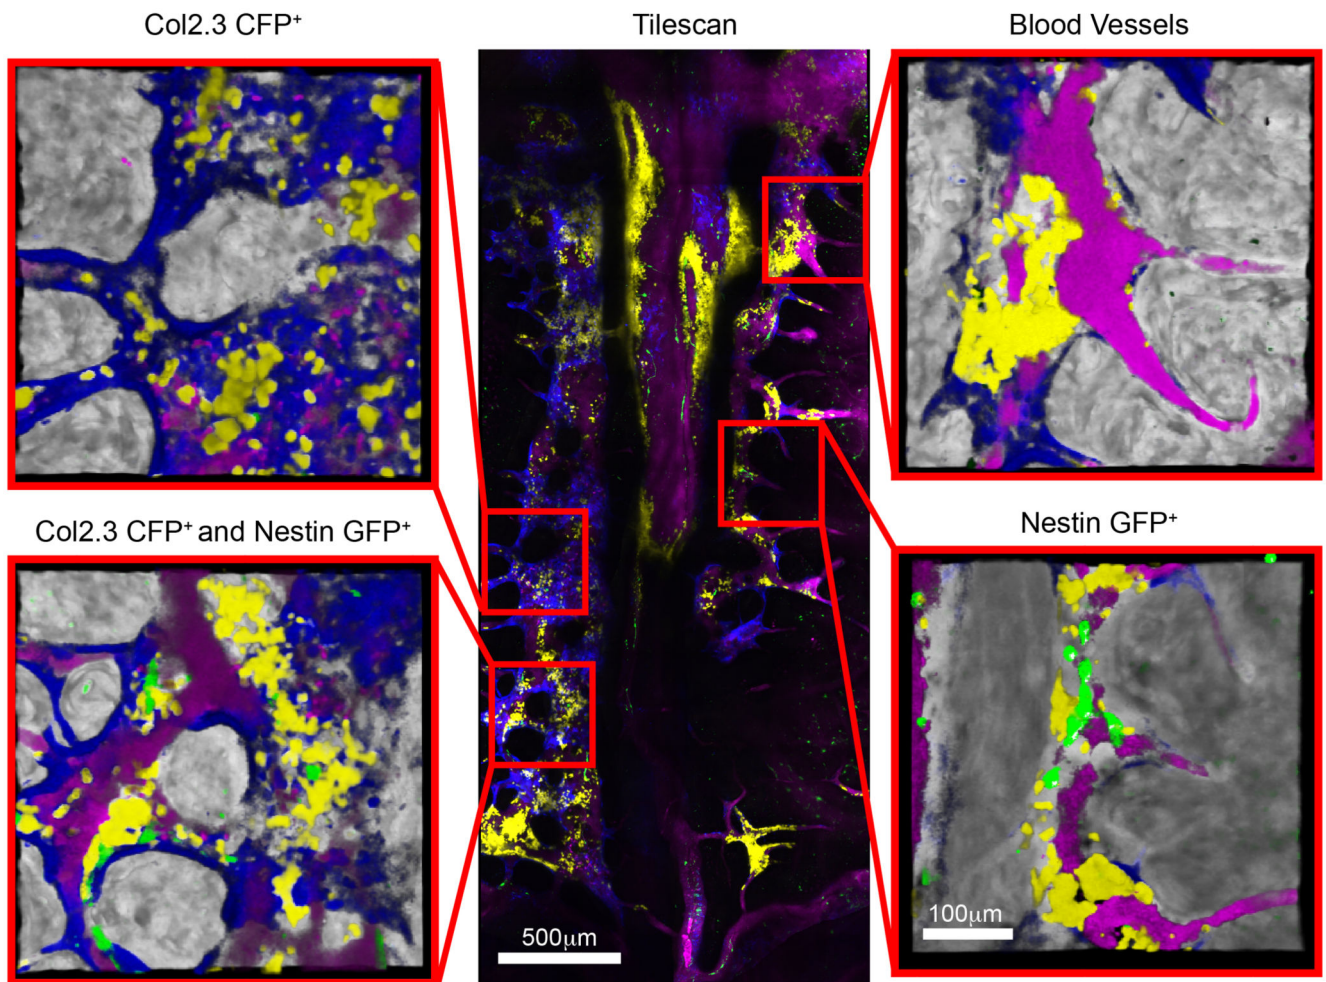 Col2.3 CFP⁺
Tilescan
Blood Vessels
Col2.3 CFP⁺ and Nestin GFP⁺
Nestin GFP⁺
500μm
100μm